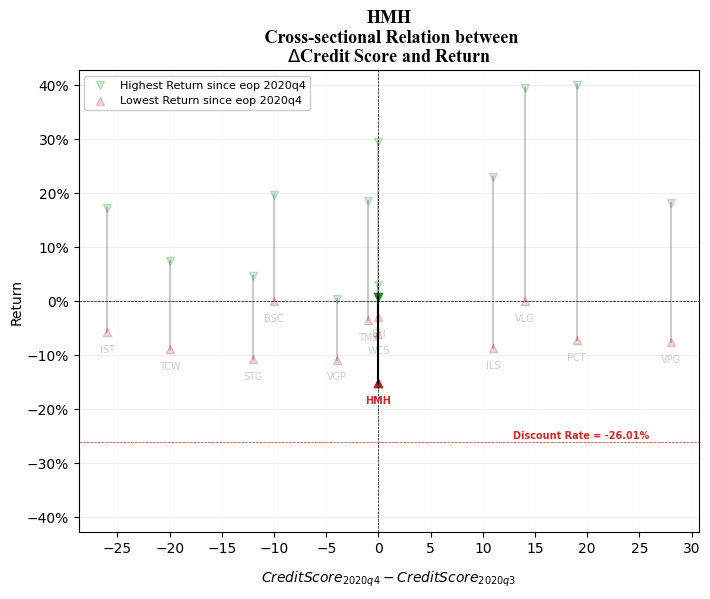 HMH
Cross-sectional Relation between
ΔCredit Score and Return
Highest Return since eop 2020q4
Lowest Return since eop 2020q4
40%
30%
20%
10%
0%
−10%
−20%
−30%
−40%
Return
IST
TCW
STG
BSC
VGP
WCS
HMH
ILS
VLG
PCT
VPG
Discount Rate = -26.01%
−25
−20
−15
−10
−5
0
5
10
15
20
25
30
CreditScore2020q4 − CreditScore2020q3